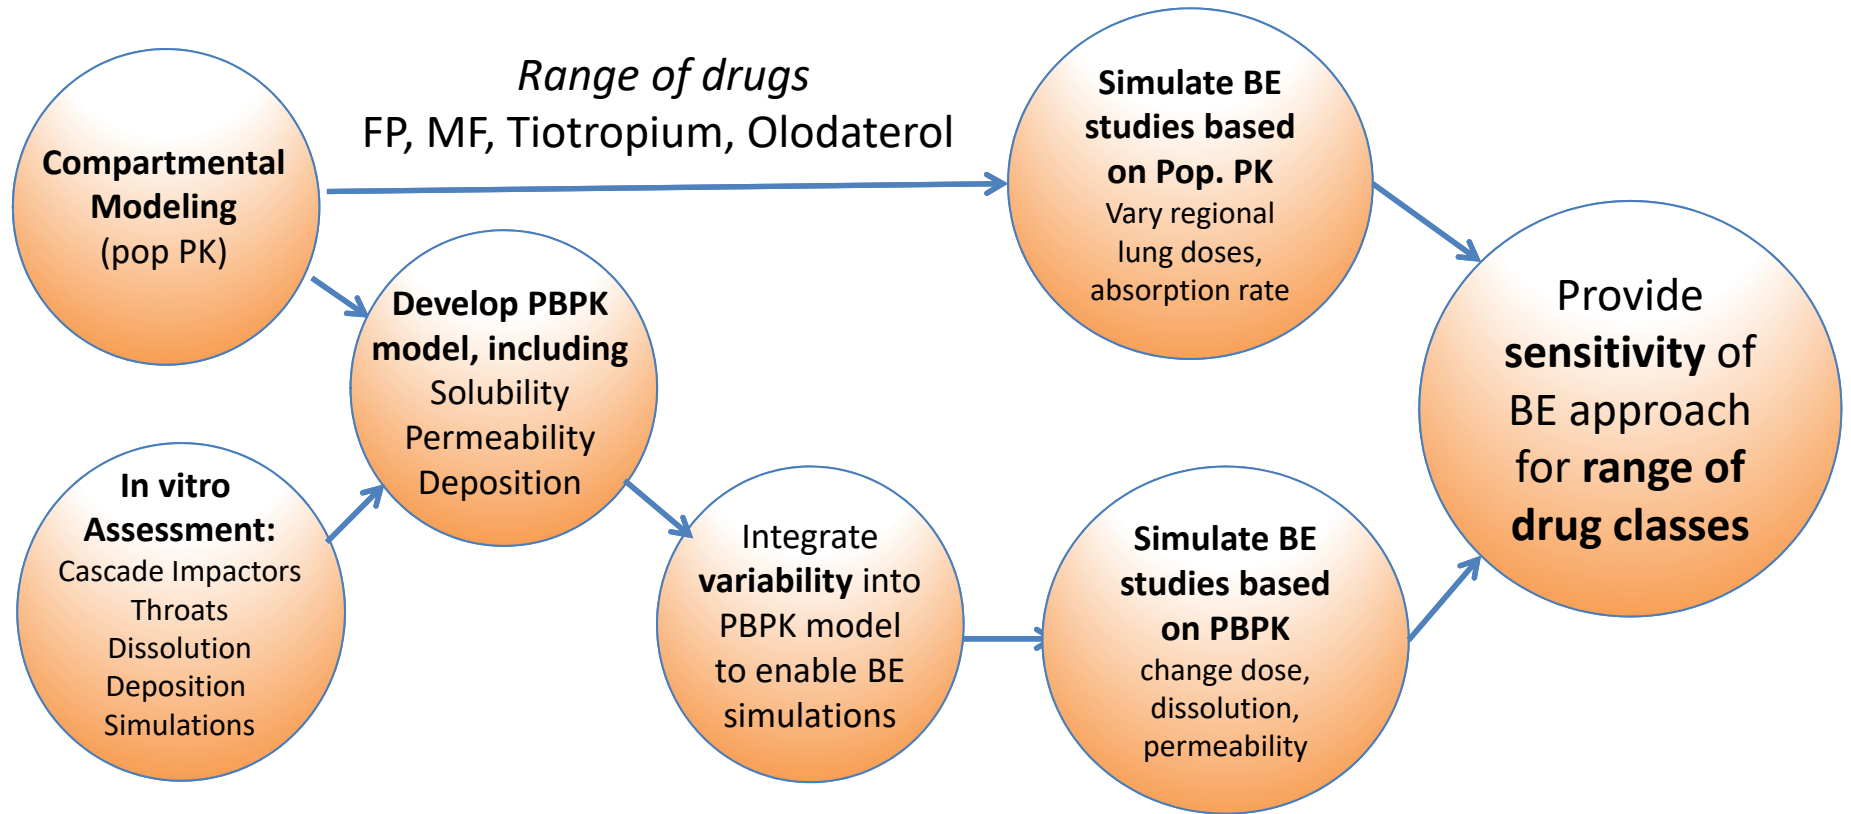 Range of drugs
FP, MF, Tiotropium, Olodaterol
Compartmental
Modeling
(pop PK)
In vitro
Assessment:
Cascade Impactors
Throats
Dissolution
Deposition
Simulations
Develop PBPK
model, including
Solubility
Permeability
Deposition
Integrate
variability into
PBPK model
to enable BE
simulations
Simulate BE
studies based
on Pop. PK
Vary regional
lung doses,
absorption rate
Simulate BE
studies based
on PBPK
change dose,
dissolution,
permeability
Provide
sensitivity of
BE approach
for range of
drug classes